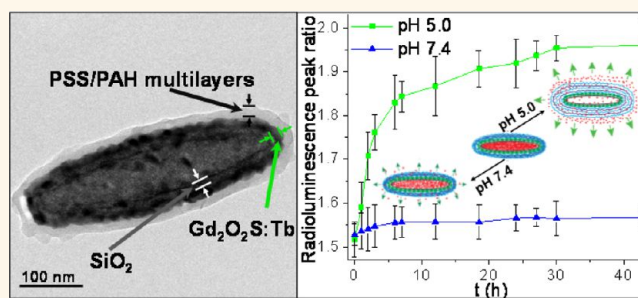 PSS/PAH multilayers
Gd₂O₂S:Tb
SiO₂
100 nm
pH 5.0
pH 7.4
Radioluminescence peak ratio
2.0
1.9
1.8
1.7
1.6
1.5
pH 5.0
pH 7.4
0 10 20 30 40
t (h)